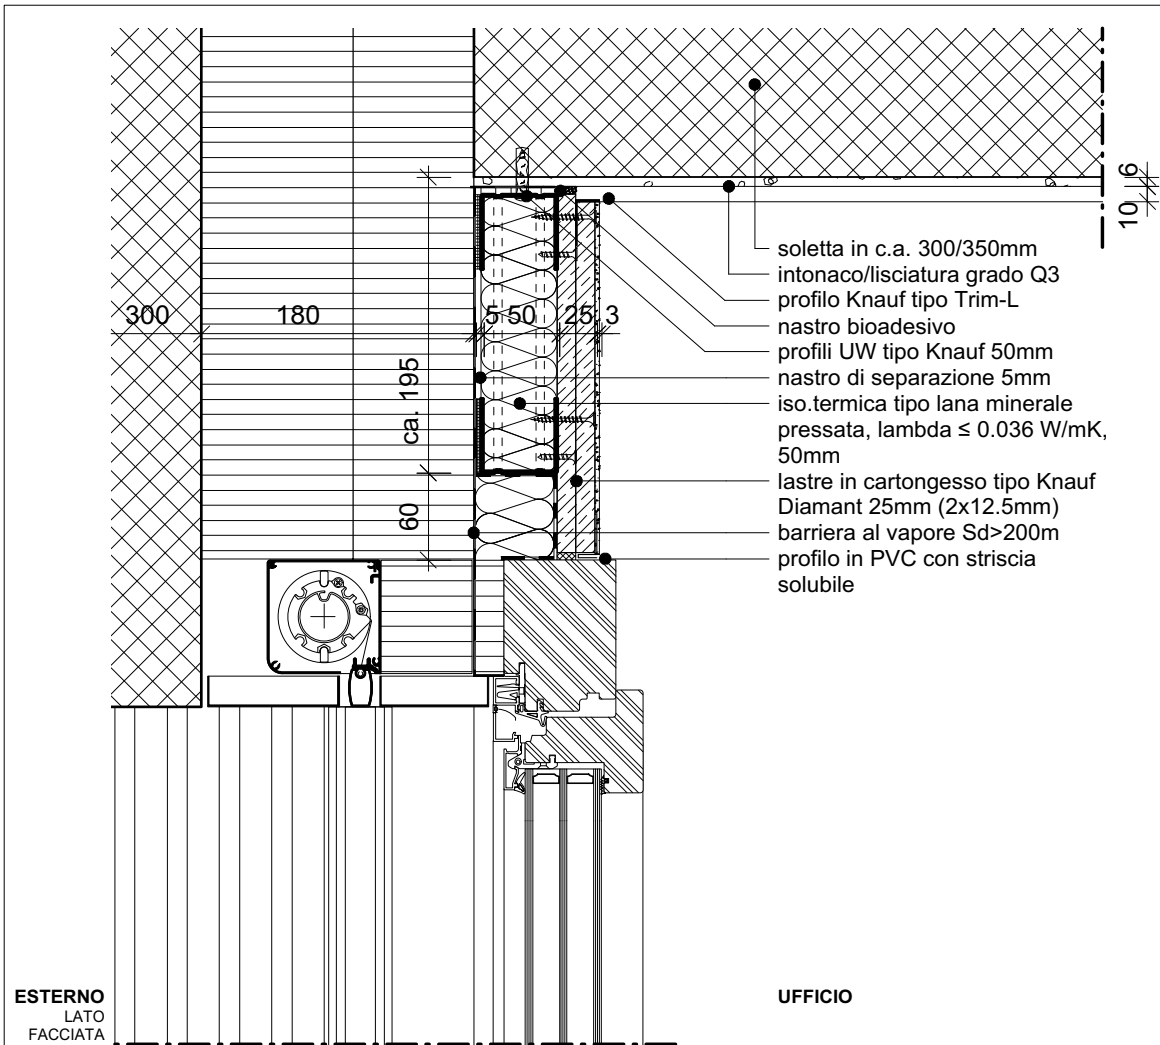 6
10
soletta in c.a. 300/350mm
intonaco/lisciatura grado Q3
profilo Knauf tipo Trim-L
nastro bioadesivo
profili UW tipo Knauf 50mm
nastro di separazione 5mm
iso.termica tipo lana minerale
pressata, lambda ≤ 0.036 W/mK,
50mm
lastre in cartongesso tipo Knauf
Diamant 25mm (2x12.5mm)
barriera al vapore Sd>200m
profilo in PVC con striscia
solubile
300 180 5 50 25 3
ca. 195
60
ESTERNO
LATO
FACCIATA
UFFICIO